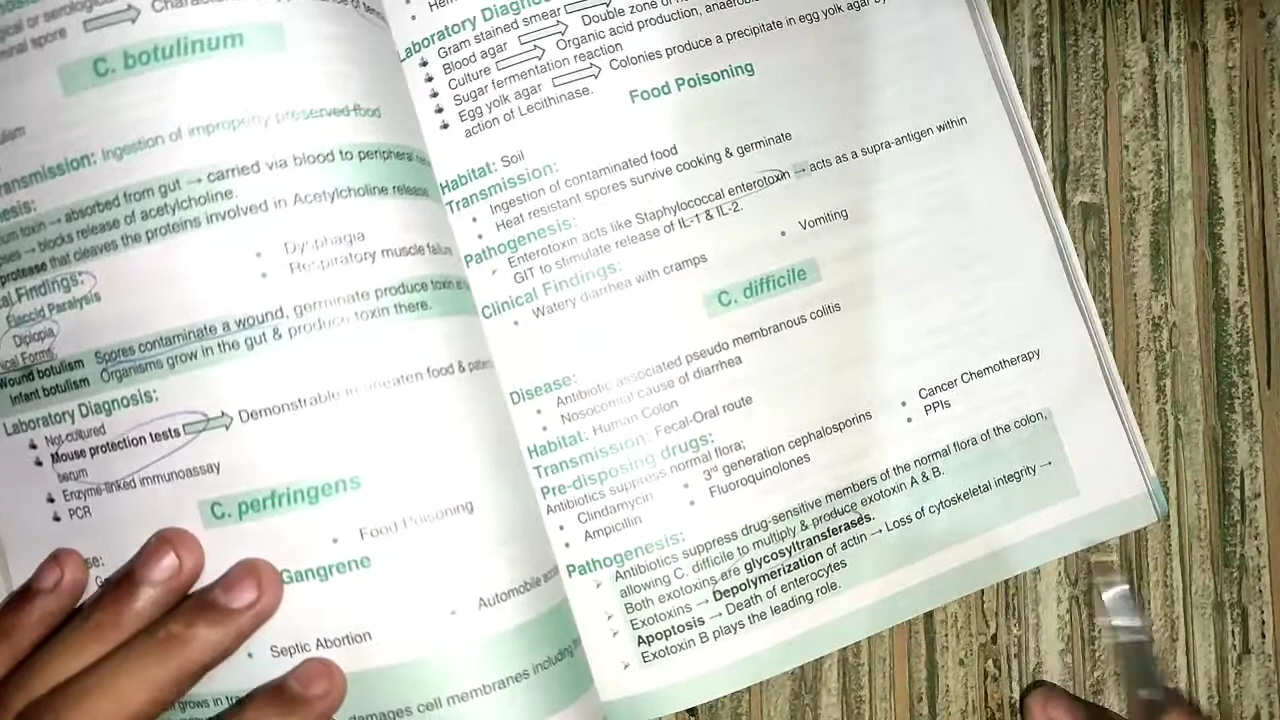 C. botulinum
Transmission: Ingestion of improperly preserved food
absorbed from gut → carried via blood to peripheral
→ blocks release of acetylcholine.
protease that cleaves the proteins involved in Acetylcholine release
Dysphagia
Respiratory muscle failure
Findings:
Flaccid Paralysis
Diplopia
Forms:
Wound botulism Spores contaminate a wound, germinate produce toxin
Infant botulism Organisms grow in the gut & produce toxin there.
Laboratory Diagnosis:
Not cultured
Mouse protection tests Demonstrable in uneaten food &
serum
Enzyme-linked immunoassay
PCR
C. perfringens
Food Poisoning
Gangrene
Automobile
Septic Abortion
grows in
damages cell membranes including
Laboratory
Gram stained smear
Blood agar Double zone of
Culture Organic acid production,
Sugar fermentation reaction
Egg yolk agar Colonies produce a precipitate in egg yolk agar by
action of Lecithinase.
Food Poisoning
Habitat: Soil
Transmission:
• Ingestion of contaminated food
• Heat resistant spores survive cooking & germinate
Pathogenesis:
Enterotoxin acts like Staphylococcal enterotoxin → acts as a supra-antigen within
GIT to stimulate release of IL-1 & IL-2.
Clinical Findings:
• Watery diarrhea with cramps • Vomiting
C. difficile
Disease:
• Antibiotic associated pseudo membranous colitis
• Nosocomial cause of diarrhea
Habitat: Human Colon
Transmission: Fecal-Oral route
Pre-disposing drugs:
Antibiotics suppress normal flora;
• Clindamycin • 3rd generation cephalosporins • Cancer Chemotherapy
• Ampicillin • Fluoroquinolones • PPIs
Pathogenesis:
Antibiotics suppress drug-sensitive members of the normal flora of the colon,
allowing C. difficile to multiply & produce exotoxin A & B.
Both exotoxins are glycosyltransferases.
Exotoxins → Depolymerization of actin → Loss of cytoskeletal integrity →
Apoptosis → Death of enterocytes
Exotoxin B plays the leading role.